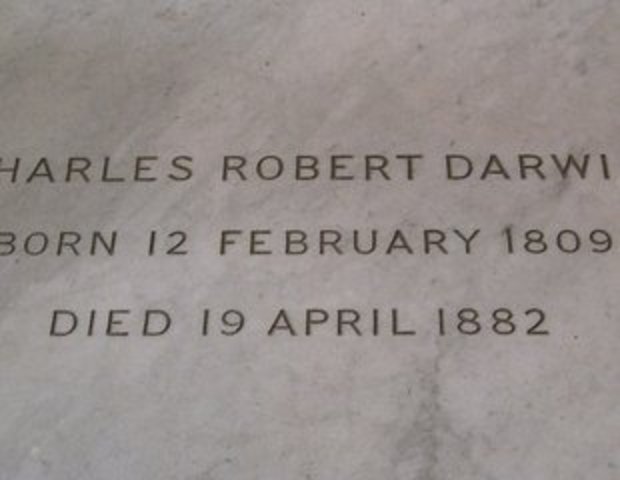 HARLES ROBERT DARWI
BORN 12 FEBRUARY 1809
DIED 19 APRIL 1882